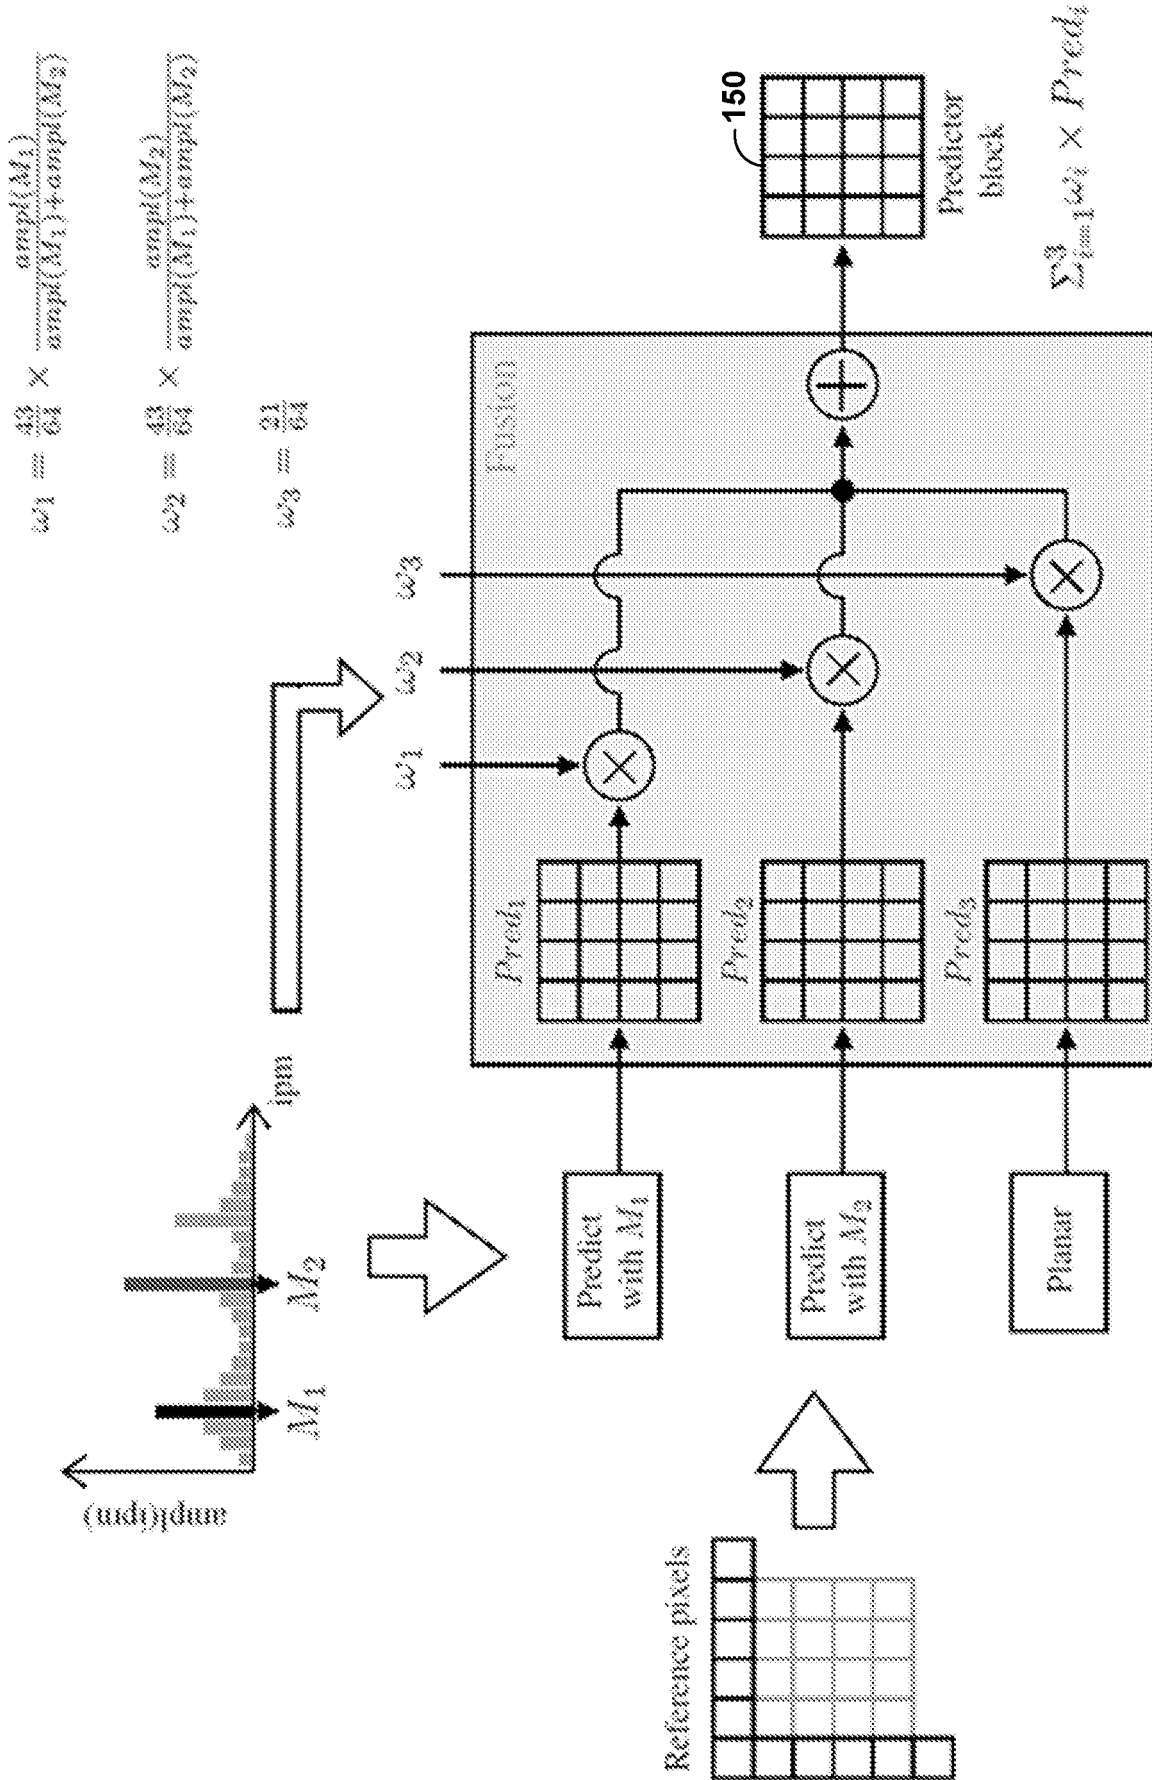 ampl(ipm)
ipm
M₁
M₂
ω₁ = 43/64 × ampl(M₁)/(ampl(M₁)+ampl(M₂))
ω₂ = 43/64 × ampl(M₂)/(ampl(M₁)+ampl(M₂))
ω₃ = 21/64
Reference pixels
Predict
with M₁
Predict
with M₂
Planar
ω₁
ω₂
ω₃
Fusion
Pred₁
Pred₂
Pred₃
150
Predictor
block
Σ³ᵢ₌₁ωᵢ × Predᵢ